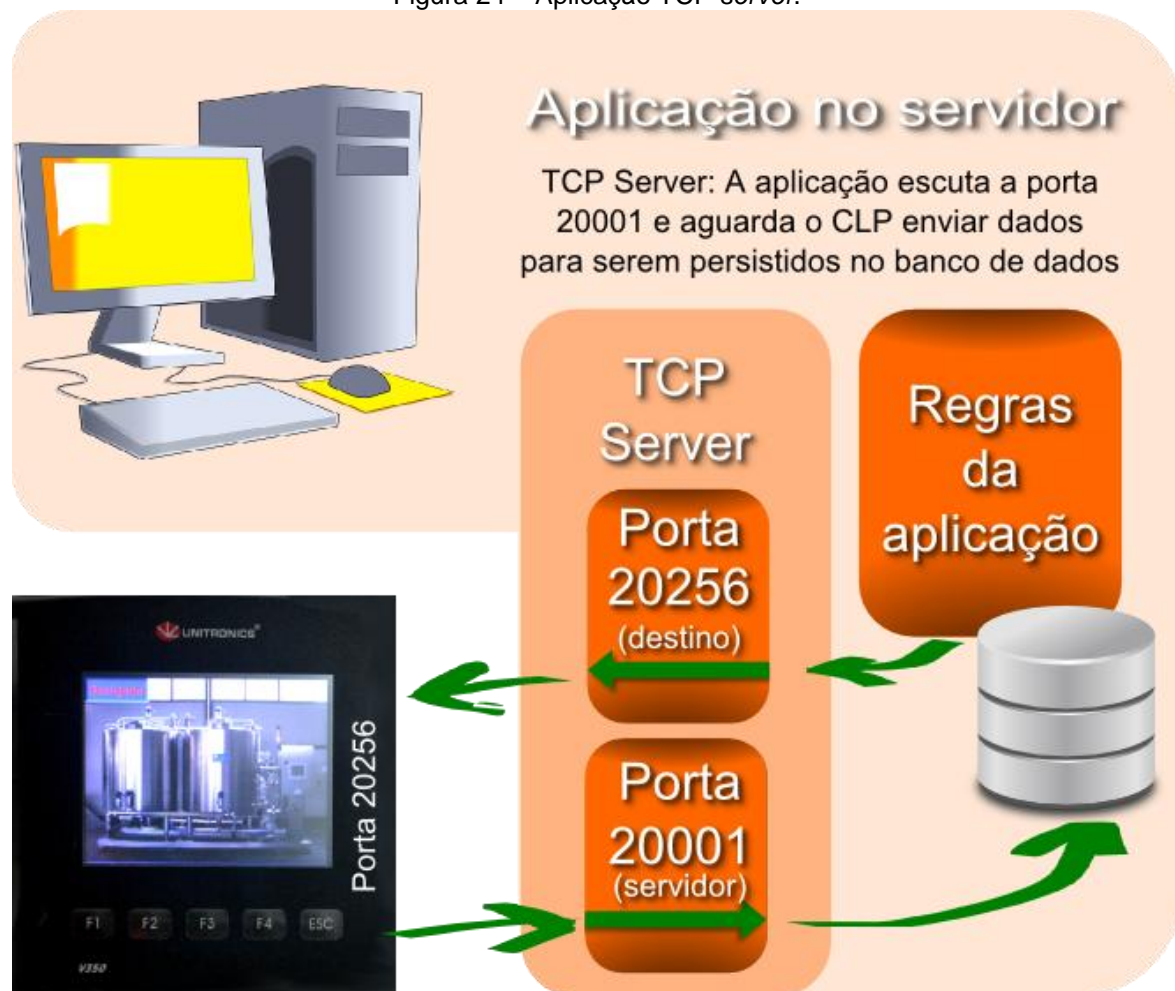 Aplicação no servidor
TCP Server: A aplicação escuta a porta
20001 e aguarda o CLP enviar dados
para serem persistidos no banco de dados
TCP
Server
Porta
20256
(destino)
Porta
20001
(servidor)
Regras
da
aplicação
UNITRONICS®
Porta 20256
F1 F2 F3 F4 ESC
V350